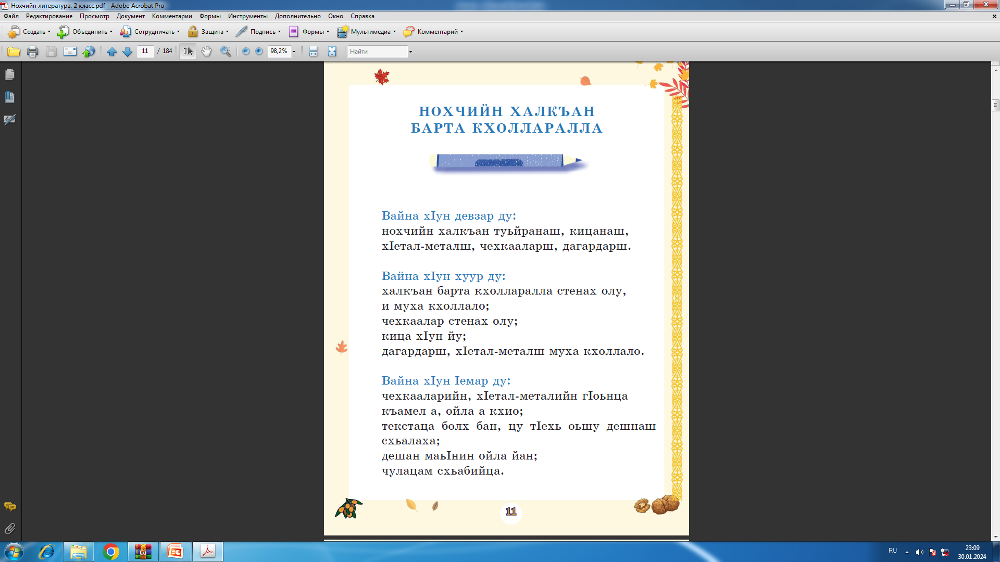 Нохчийн литература. 2 класс.pdf - Adobe Acrobat Pro
Файл Редактирование Просмотр Документ Комментарии Формы Инструменты Дополнительно Окно Справка
Создать Объединить Сотрудничать Защита Подпись Формы Мультимедиа Комментарий
11 / 184 98,2% Найти
НОХЧИЙН ХАЛКЪАН
БАРТА КХОЛЛАРАЛЛА
Вайна хIун девзар ду:
нохчийн халкъан туьйранаш, кицанаш,
хIетал-металш, чехкааларш, дагардарш.
Вайна хIун хуур ду:
халкъан барта кхолларалла стенах олу,
и муха кхоллало;
чехкаалар стенах олу;
кица хIун йу;
дагардарш, хIетал-металш муха кхоллало.
Вайна хIун Iемар ду:
чехкааларийн, хIетал-металийн гIоьнца
къамел а, ойла а кхио;
текстаца болх бан, цу тIехь оьшу дешнаш
схьалаха;
дешан маьIнин ойла йан;
чулацам схьабийца.
11
RU
23:09
30.01.2024